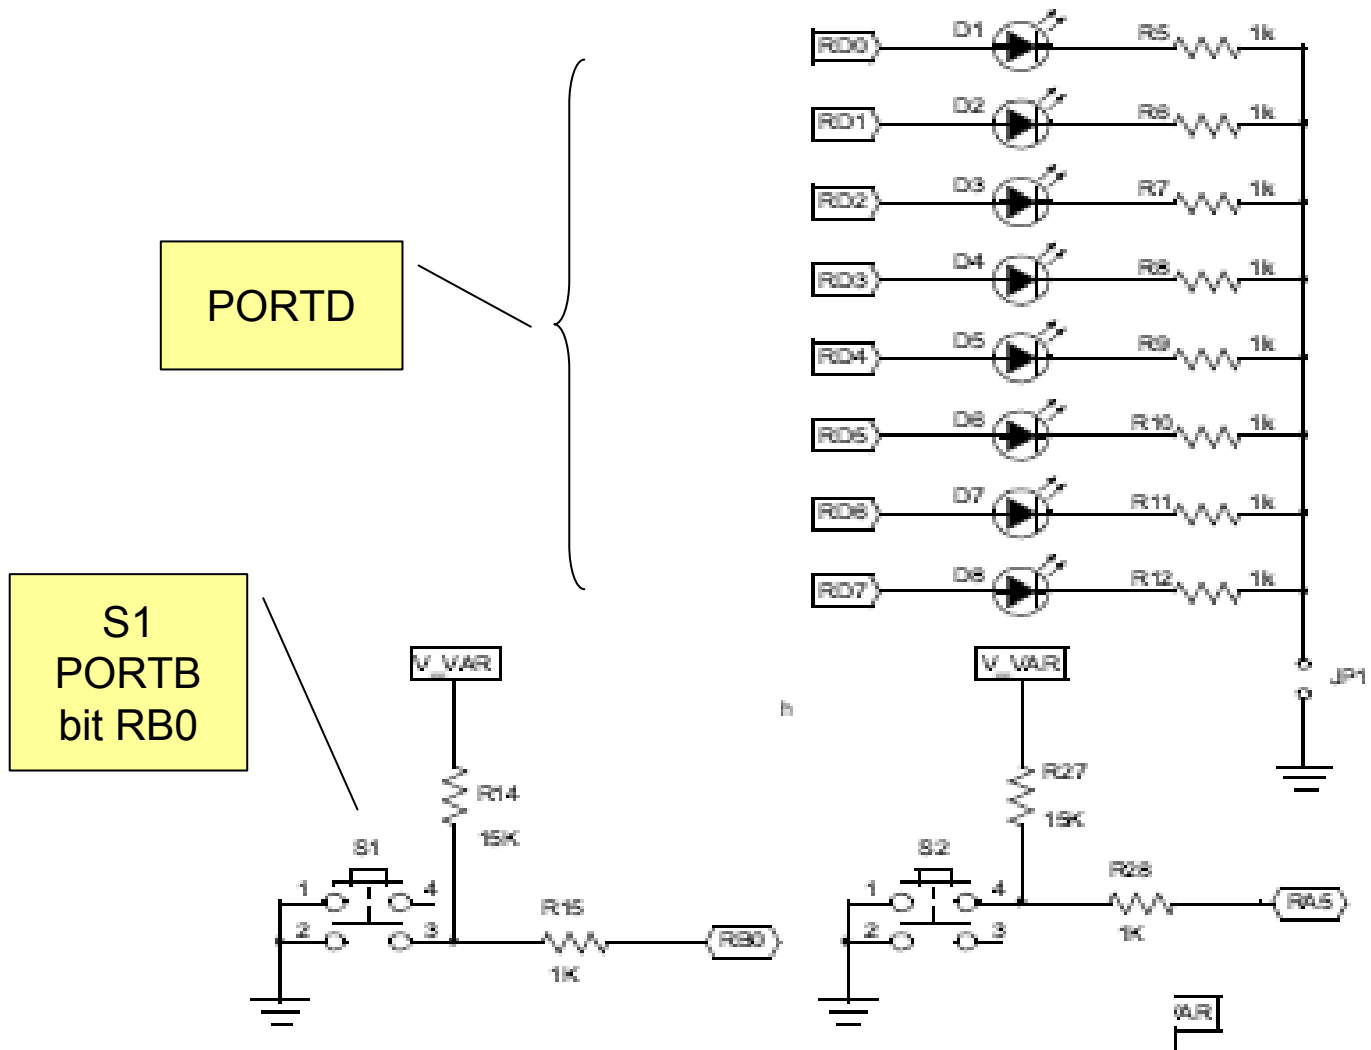 RD0 D1 R5 1k
RD1 D2 R6 1k
RD2 D3 R7 1k
RD3 D4 R8 1k
RD4 D5 R9 1k
RD5 D6 R10 1k
RD6 D7 R11 1k
RD7 D8 R12 1k
PORTD
S1
PORTB
bit RB0
V_VAR
V_VAR
JP1
h
R14
15K
R27
15K
S1
1 4
2 3
R15
1K
RB0
S2
1 4
2 3
R28
1K
RA5
VAR